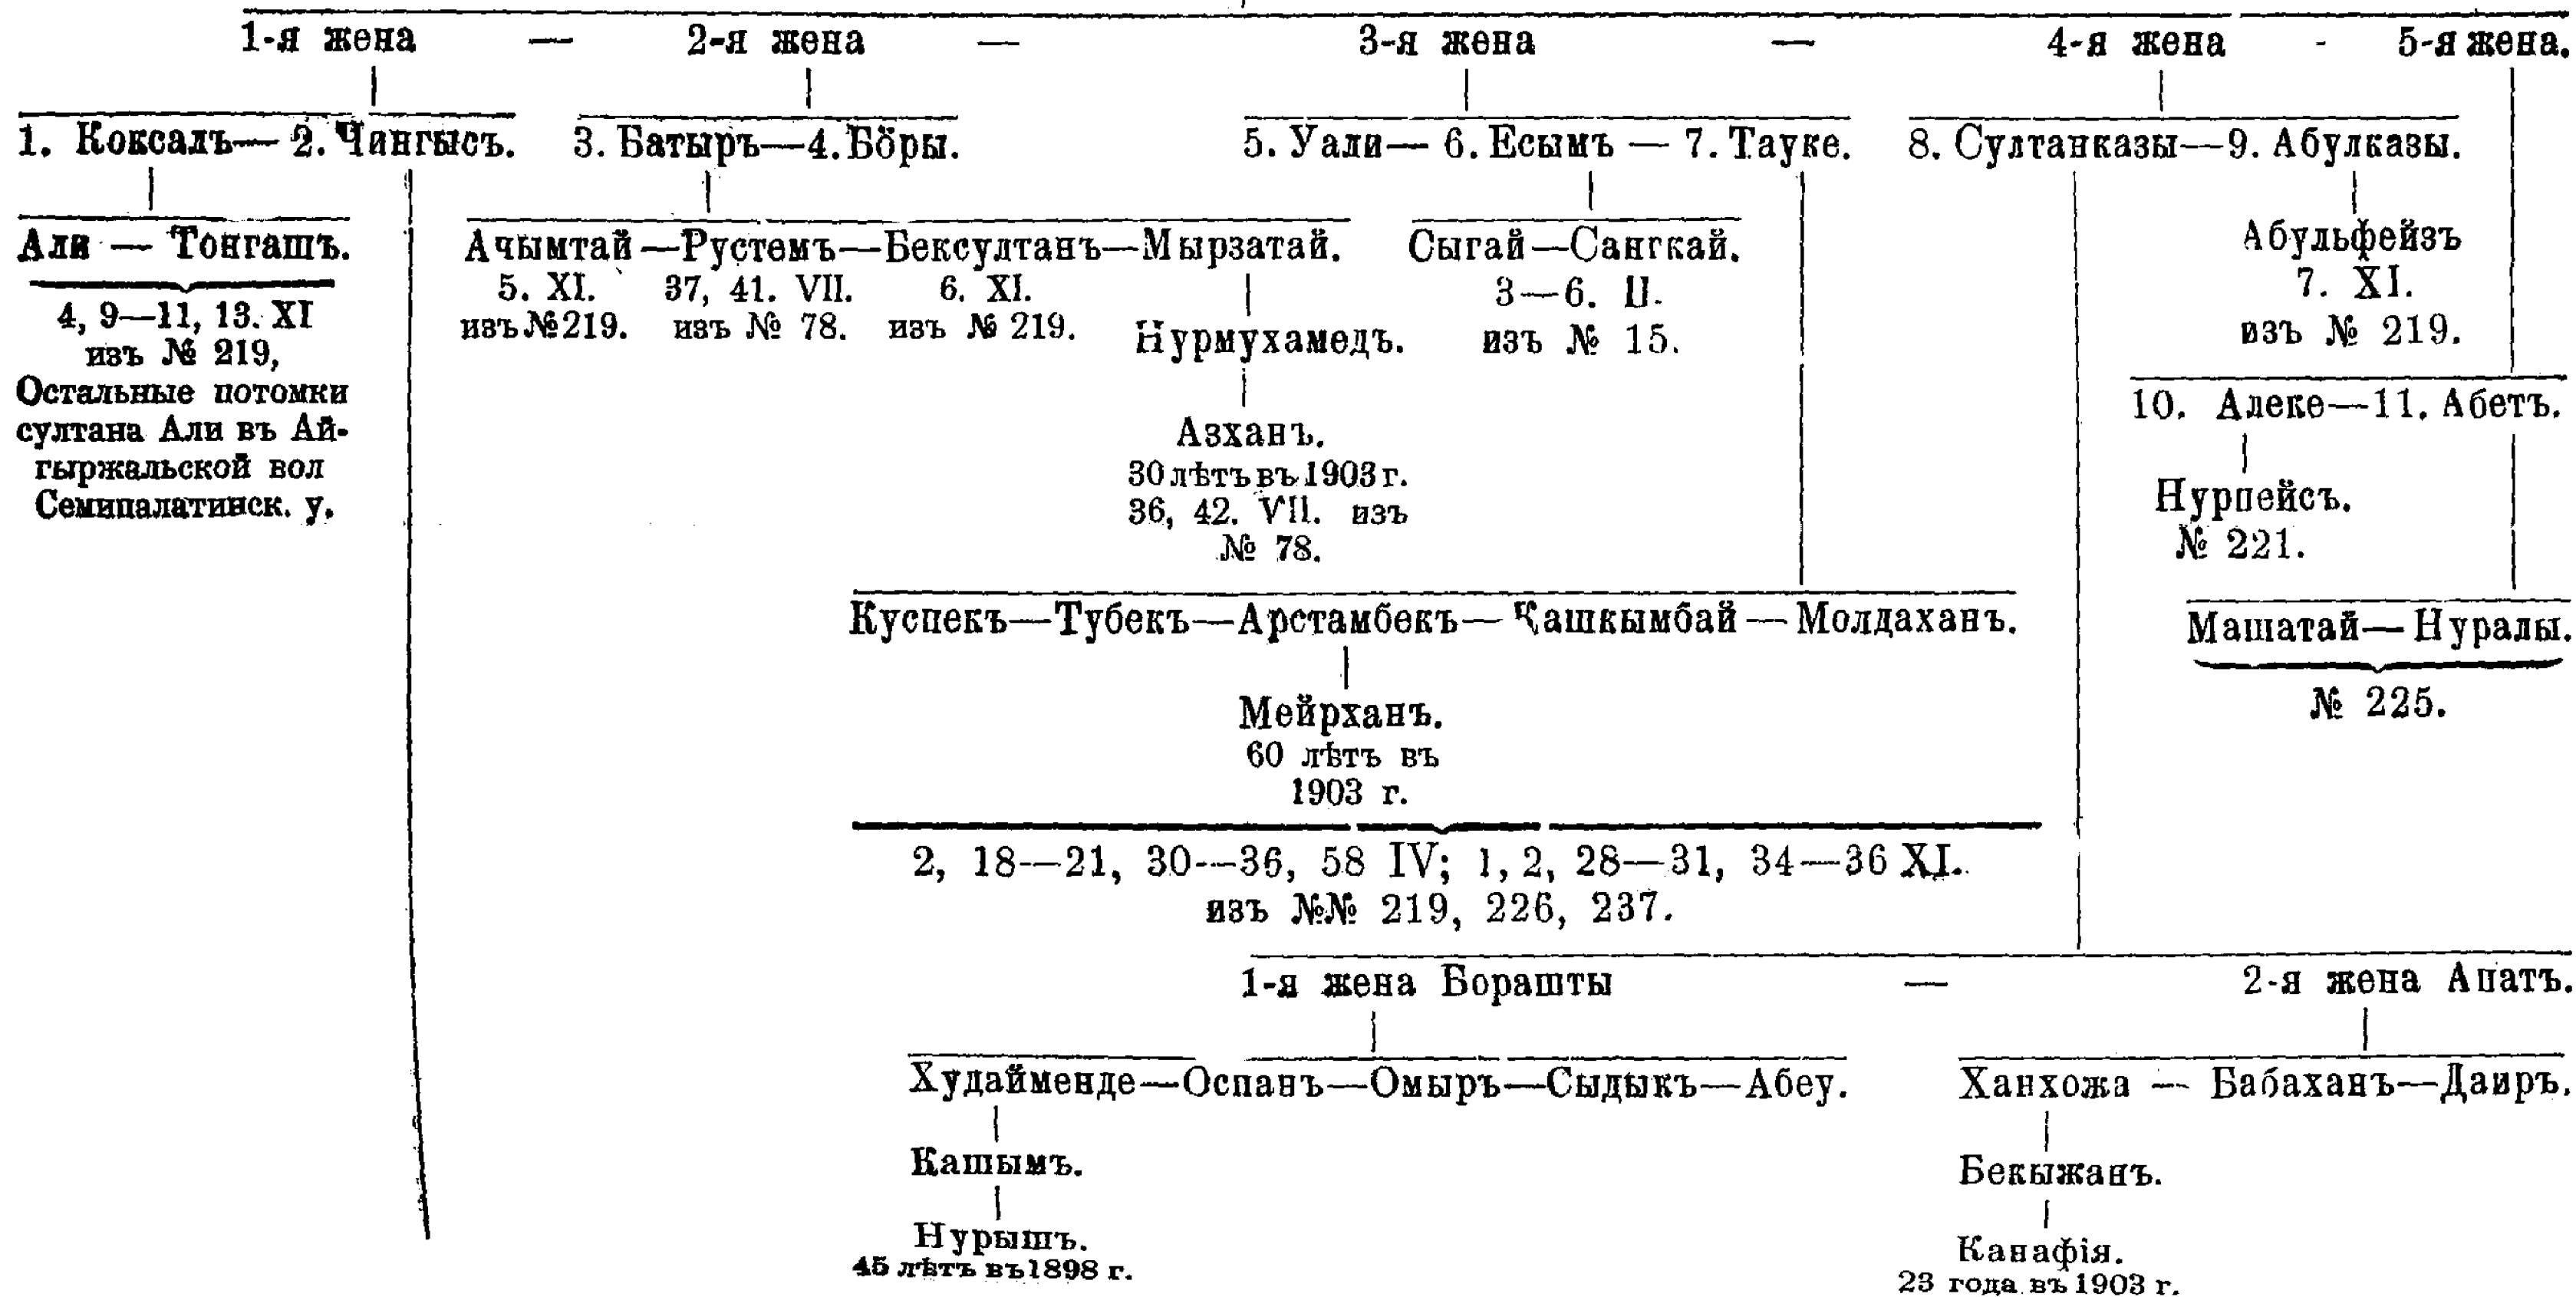 1-я жена — 2-я жена — 3-я жена — 4-я жена - 5-я жена.
1. Коксалъ— 2. Чингысъ. 3. Батыръ—4. Бöры. 5. Уали— 6. Есымъ — 7. Тауке. 8. Султанказы—9. Абулказы.
Али — Тонгашъ. Ачымтай—Рустемъ—Бексултанъ—Мырзатай. Сыгай—Сангкай. Абульфейзъ
4, 9—11, 13. XI 5. XI. 37, 41. VII. 6. XI. 3—6. II. 7. XI.
изъ № 219, изъ № 219. изъ № 78. изъ № 219. Нурмухамедъ. изъ № 15. изъ № 219.
Остальные потомки
султана Али въ Ай-
гыржальской вол
Семипалатинск. у.
Азханъ.
30 лѣтъ въ 1903 г.
36, 42. VII. изъ
№ 78.
10. Алеке—11. Абетъ.
Нурпейсъ.
№ 221.
Куспекъ—Тубекъ—Арстамбекъ—Чашкымбай—Молдаханъ. Машатай—Нуралы.
Мейрханъ. № 225.
60 лѣтъ въ
1903 г.
2, 18—21, 30—36, 58 IV; 1, 2, 28—31, 34—36 XI.
изъ №№ 219, 226, 237.
1-я жена Борашты — 2-я жена Апатъ.
Худайменде—Оспанъ—Омыръ—Сыдыкъ—Абеу. Ханхожа — Бабаханъ—Даиръ.
Кашымъ. Бекыжанъ.
Нурышъ. Канафія.
45 лѣтъ въ 1898 г. 23 года въ 1903 г.